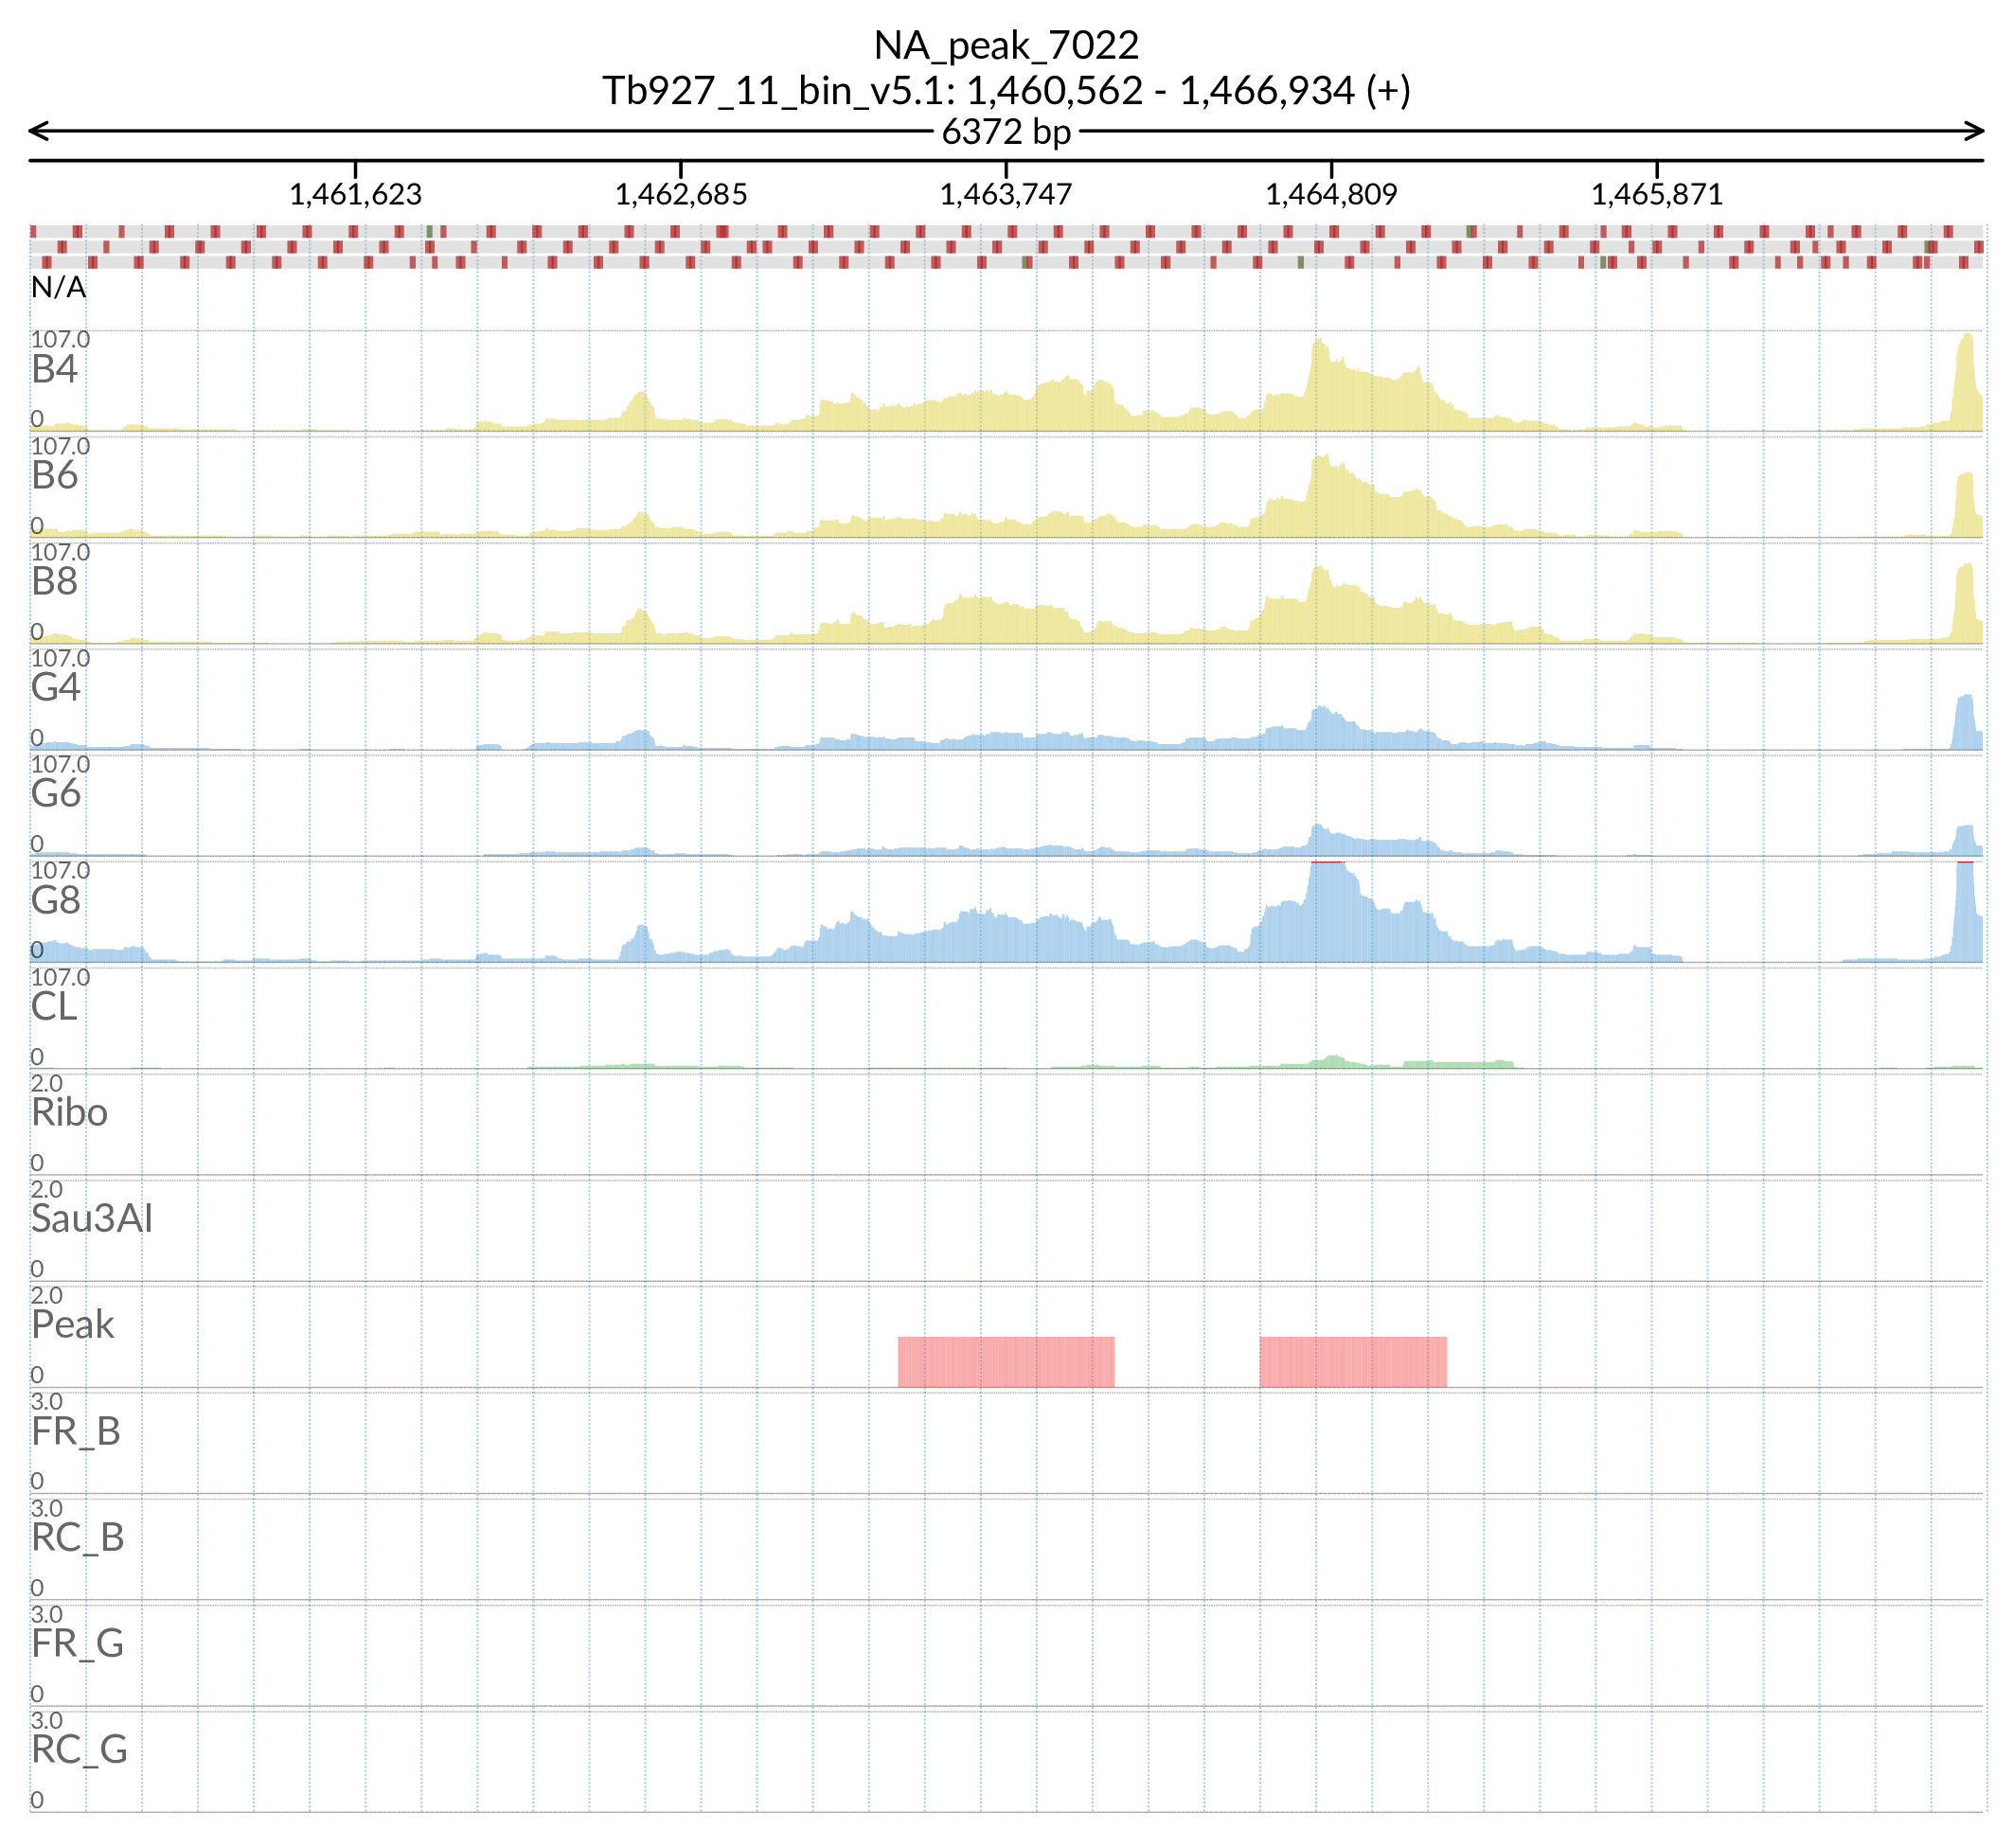 NA_peak_7022
Tb927_11_bin_v5.1: 1,460,562 - 1,466,934 (+)
6372 bp
1,461,623 1,462,685 1,463,747 1,464,809 1,465,871
N/A
107.0
B4
0
107.0
B6
0
107.0
B8
0
107.0
G4
0
107.0
G6
0
107.0
G8
0
107.0
CL
0
2.0
Ribo
0
2.0
Sau3AI
0
2.0
Peak
0
3.0
FR_B
0
3.0
RC_B
0
3.0
FR_G
0
3.0
RC_G
0